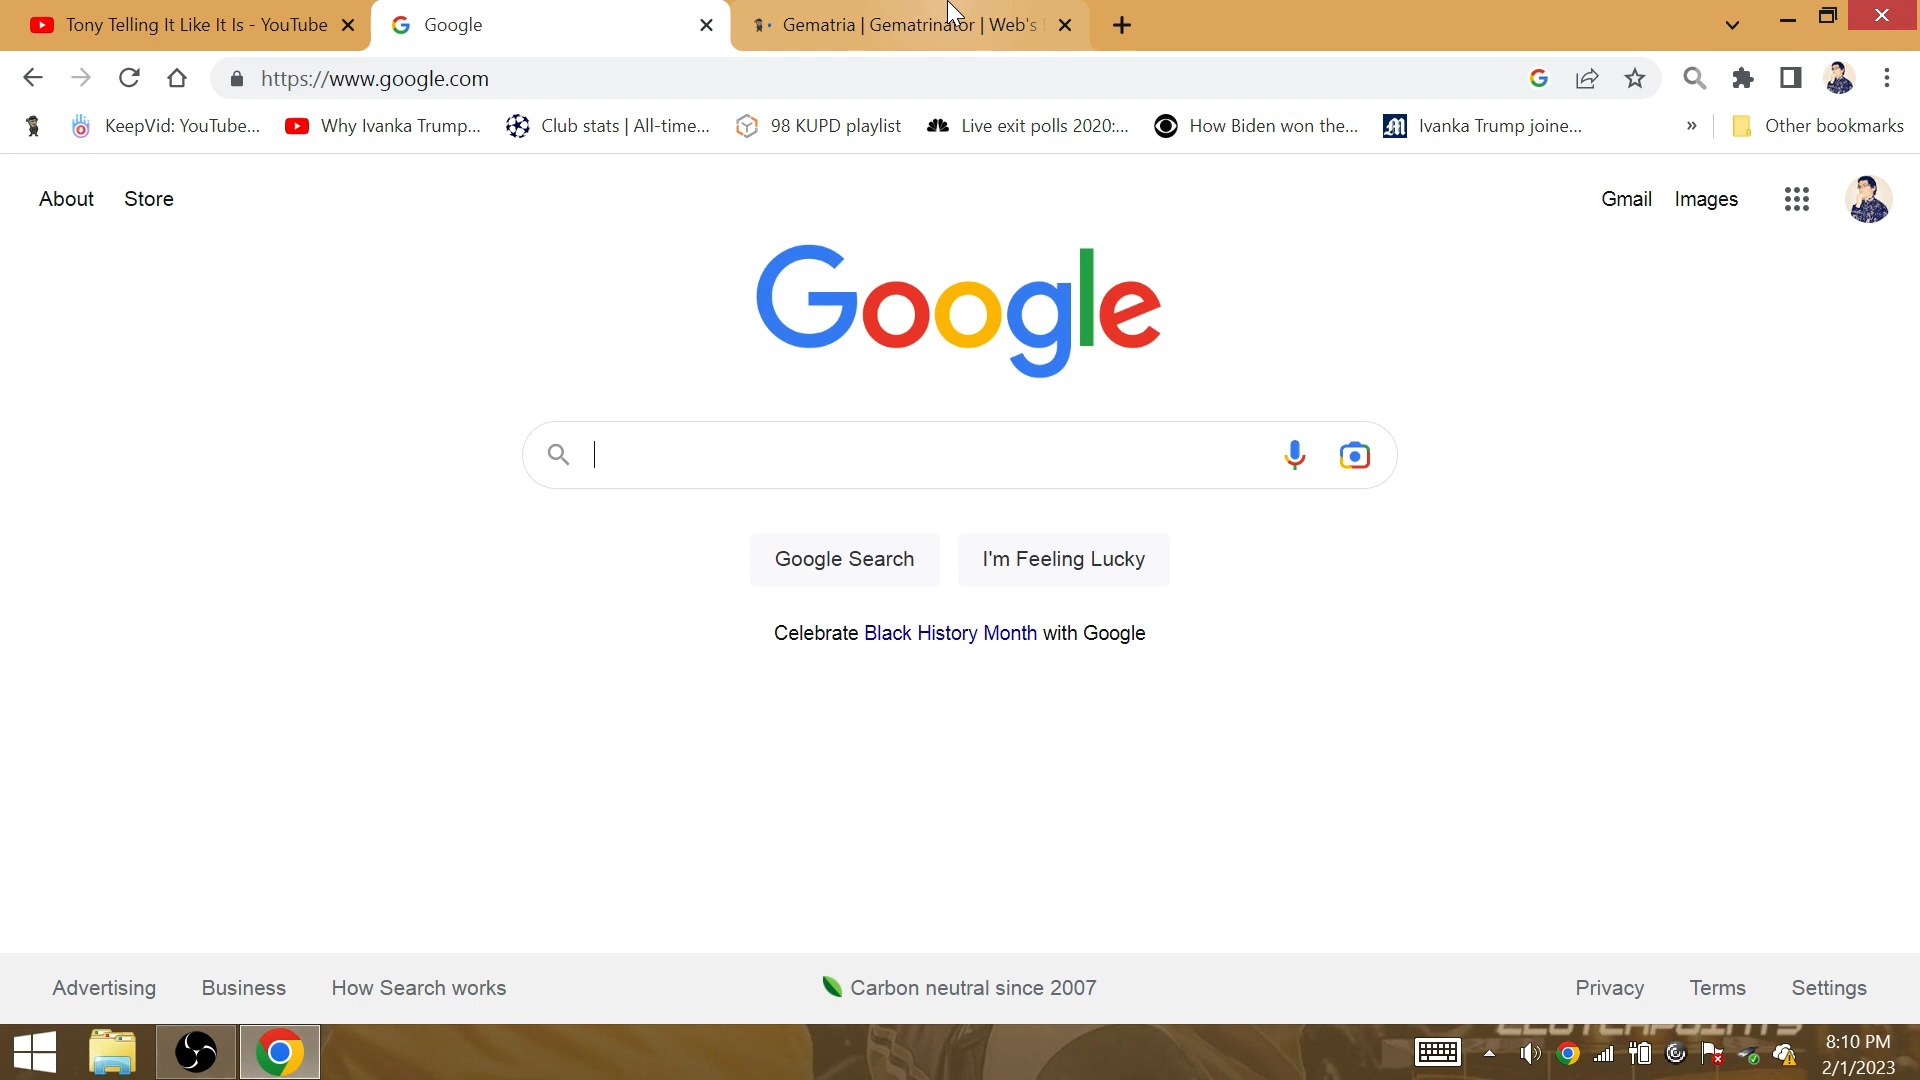 Tony Telling It Like It Is - YouTube Google Gematria | Gematrinator | Web's
https://www.google.com
KeepVid: YouTube... Why Ivanka Trump... Club stats | All-time... 98 KUPD playlist Live exit polls 2020:... How Biden won the... Ivanka Trump joine... » Other bookmarks
About Store Gmail Images
Google
Google Search I'm Feeling Lucky
Celebrate Black History Month with Google
Advertising Business How Search works Carbon neutral since 2007 Privacy Terms Settings
8:10 PM
2/1/2023